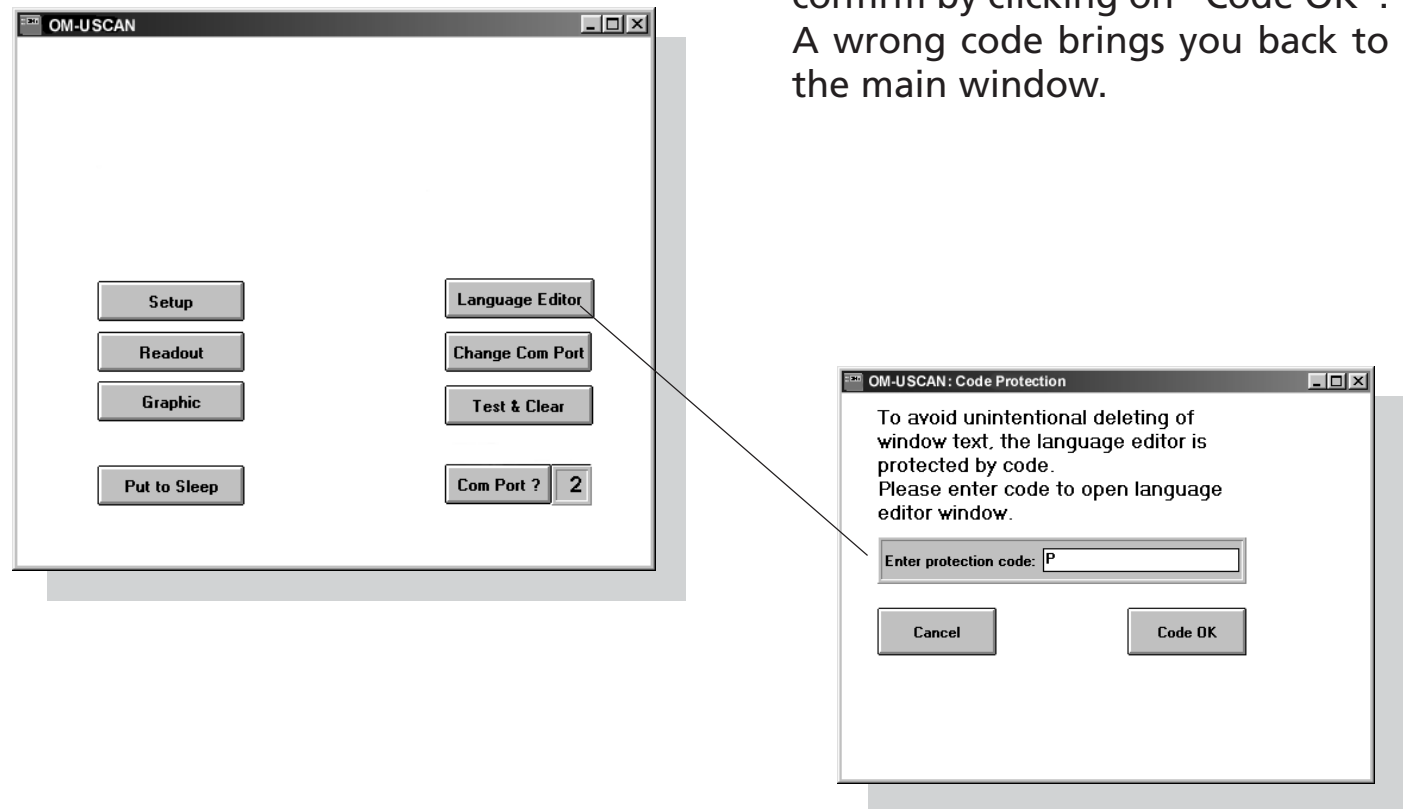 OM-USCAN
Setup
Readout
Graphic
Put to Sleep
Language Editor
Change Com Port
Test & Clear
Com Port ? 2
confirm by clicking on "Code OK".
A wrong code brings you back to
the main window.
OM-USCAN: Code Protection
To avoid unintentional deleting of
window text, the language editor is
protected by code.
Please enter code to open language
editor window.
Enter protection code: P
Cancel
Code OK